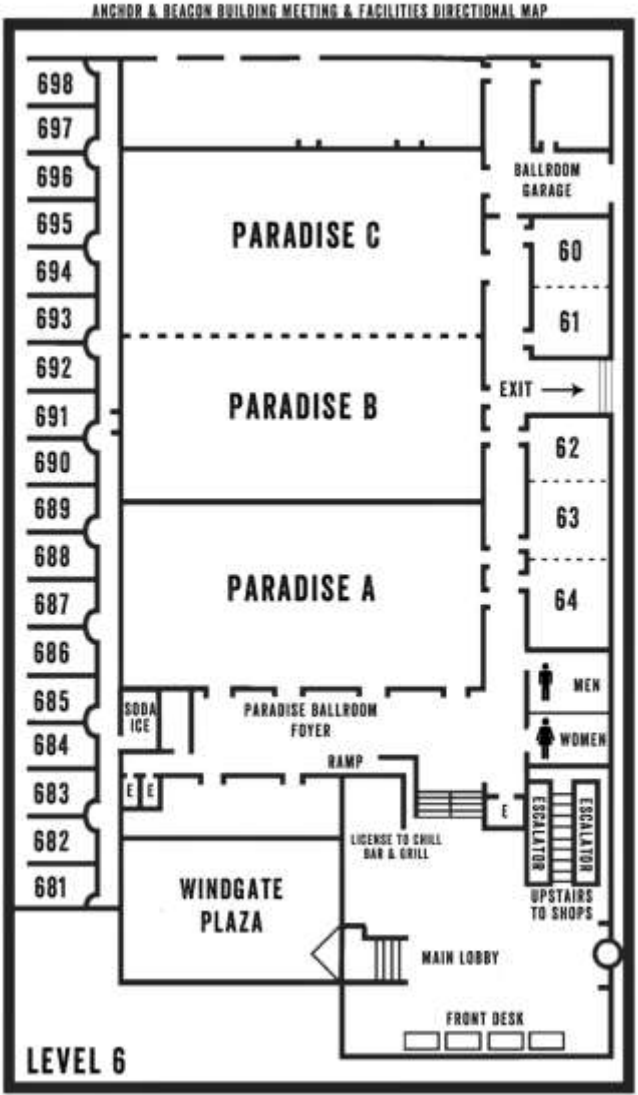 ANCHOR & BEACON BUILDING MEETING & FACILITIES DIRECTIONAL MAP
698
697
696
695
694
693
692
691
690
689
688
687
686
685
684
683
682
681
PARADISE C
PARADISE B
PARADISE A
BALLROOM
GARAGE
60
61
EXIT
62
63
64
MEN
WOMEN
SODA
ICE
PARADISE BALLROOM
FOYER
RAMP
E
E
E
ESCALATOR
ESCALATOR
UPSTAIRS
TO SHOPS
LICENSE TO CHILL
BAR & GRILL
WINDGATE
PLAZA
MAIN LOBBY
FRONT DESK
LEVEL 6